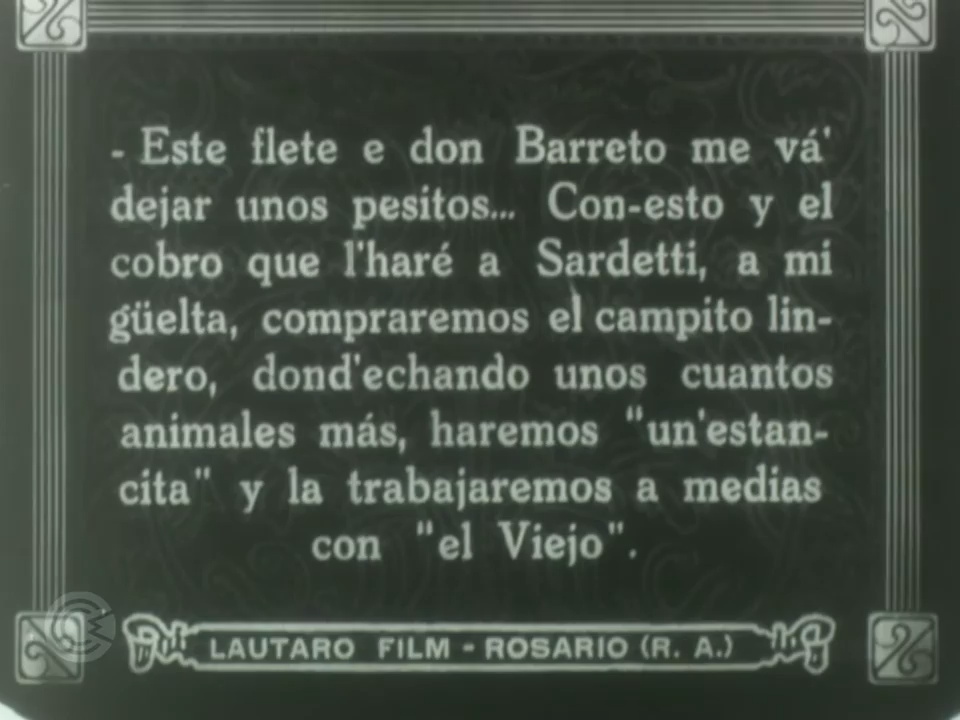 - Este flete e don Barreto me vá'
dejar unos pesitos... Con-esto y el
cobro que l'haré a Sardetti, a mi
güelta, compraremos el campito lin-
dero, dond'echando unos cuantos
animales más, haremos "un'estan-
cita" y la trabajaremos a medias
con "el Viejo".
LAUTARO FILM - ROSARIO (R. A.)